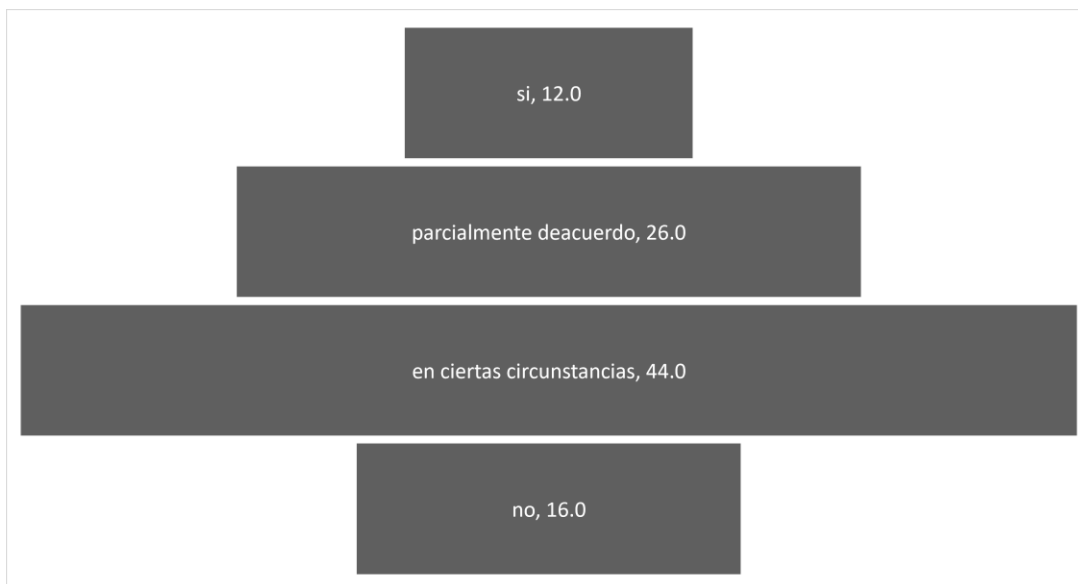 si, 12.0
parcialmente deacuerdo, 26.0
en ciertas circunstancias, 44.0
no, 16.0